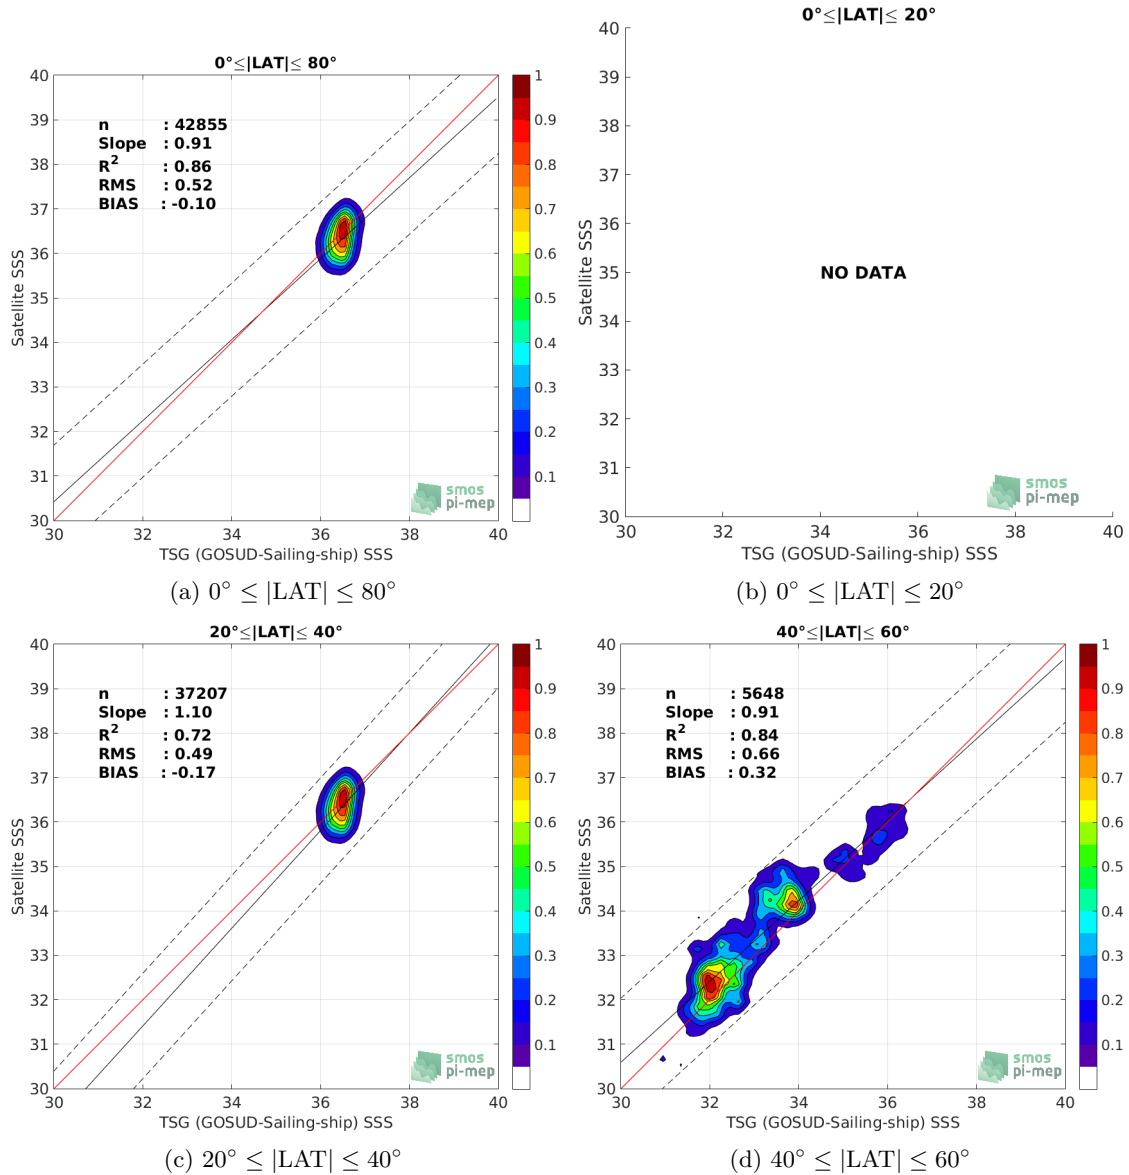 0°≤|LAT|≤ 80°
40
39
38
37
36
35
34
33
32
31
30
Satellite SSS
n : 42855
Slope : 0.91
R2 : 0.86
RMS : 0.52
BIAS : -0.10
smos
pi-mep
30 32 34 36 38 40
TSG (GOSUD-Sailing-ship) SSS
1
0.9
0.8
0.7
0.6
0.5
0.4
0.3
0.2
0.1
(a) 0° ≤ |LAT| ≤ 80°
0°≤|LAT|≤ 20°
40
39
38
37
36
35
34
33
32
31
30
Satellite SSS
NO DATA
smos
pi-mep
30 32 34 36 38 40
TSG (GOSUD-Sailing-ship) SSS
(b) 0° ≤ |LAT| ≤ 20°
20°≤|LAT|≤ 40°
40
39
38
37
36
35
34
33
32
31
30
Satellite SSS
n : 37207
Slope : 1.10
R2 : 0.72
RMS : 0.49
BIAS : -0.17
smos
pi-mep
30 32 34 36 38 40
TSG (GOSUD-Sailing-ship) SSS
1
0.9
0.8
0.7
0.6
0.5
0.4
0.3
0.2
0.1
(c) 20° ≤ |LAT| ≤ 40°
40°≤|LAT|≤ 60°
40
39
38
37
36
35
34
33
32
31
30
Satellite SSS
n : 5648
Slope : 0.91
R2 : 0.84
RMS : 0.66
BIAS : 0.32
smos
pi-mep
30 32 34 36 38 40
TSG (GOSUD-Sailing-ship) SSS
1
0.9
0.8
0.7
0.6
0.5
0.4
0.3
0.2
0.1
(d) 40° ≤ |LAT| ≤ 60°